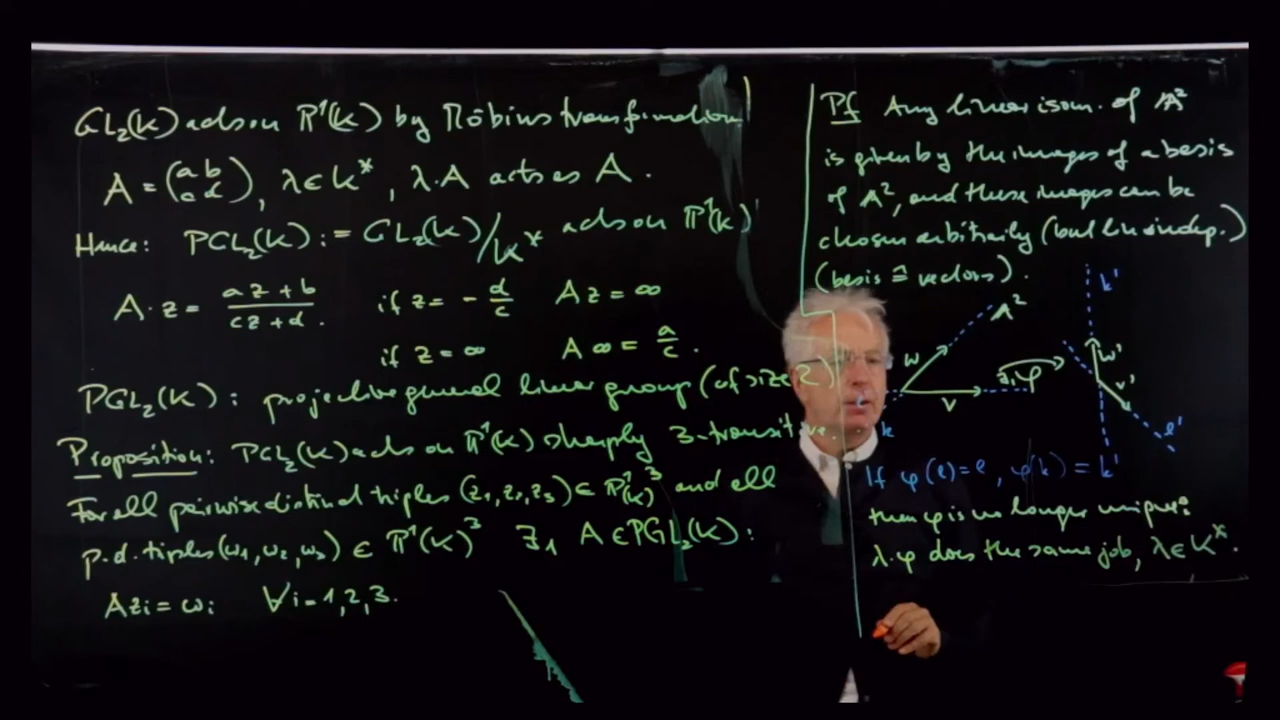 GL₂(K) acts on ℙ¹(K) by Möbius transformation
A = (a b / c d), λ ∈ K*, λ·A acts as A.
Hence: PGL₂(K) := GL₂(K)/K* acts on ℙ¹(K)
A·z = (az + b)/(cz + d). if z = -d/c Az = ∞
if z = ∞ A∞ = a/c.
PGL₂(K): projective general linear group (of size 2)
Proposition: PGL₂(K) acts on ℙ¹(K) sharply 3-transitive.
For all pairwise distinct triples (z₁, z₂, z₃) ∈ ℙ¹(K)³ and all
p.d. triples (ω₁, ω₂, ω₃) ∈ ℙ¹(K)³ ∃₁ A ∈ PGL₂(K):
Azᵢ = ωᵢ ∀i = 1, 2, 3.
Pf Any linear isom. of 𝔸²
is given by the images of a basis
of 𝔸², and these images can be
chosen arbitrarily (but lin. indep.)
(basis ≙ vectors).
k'
𝔸²
w
∃₁φ
w'
v
v'
k
l'
If φ(l) = l', φ(k) = k'
then φ is no longer unique:
λ·φ does the same job, λ ∈ K*.